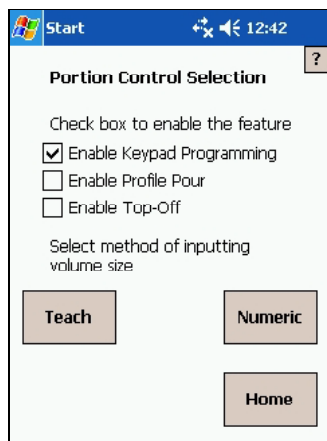 Start 12:42
?
Portion Control Selection
Check box to enable the feature
Enable Keypad Programming
Enable Profile Pour
Enable Top-Off
Select method of inputting
volume size
Teach Numeric
Home